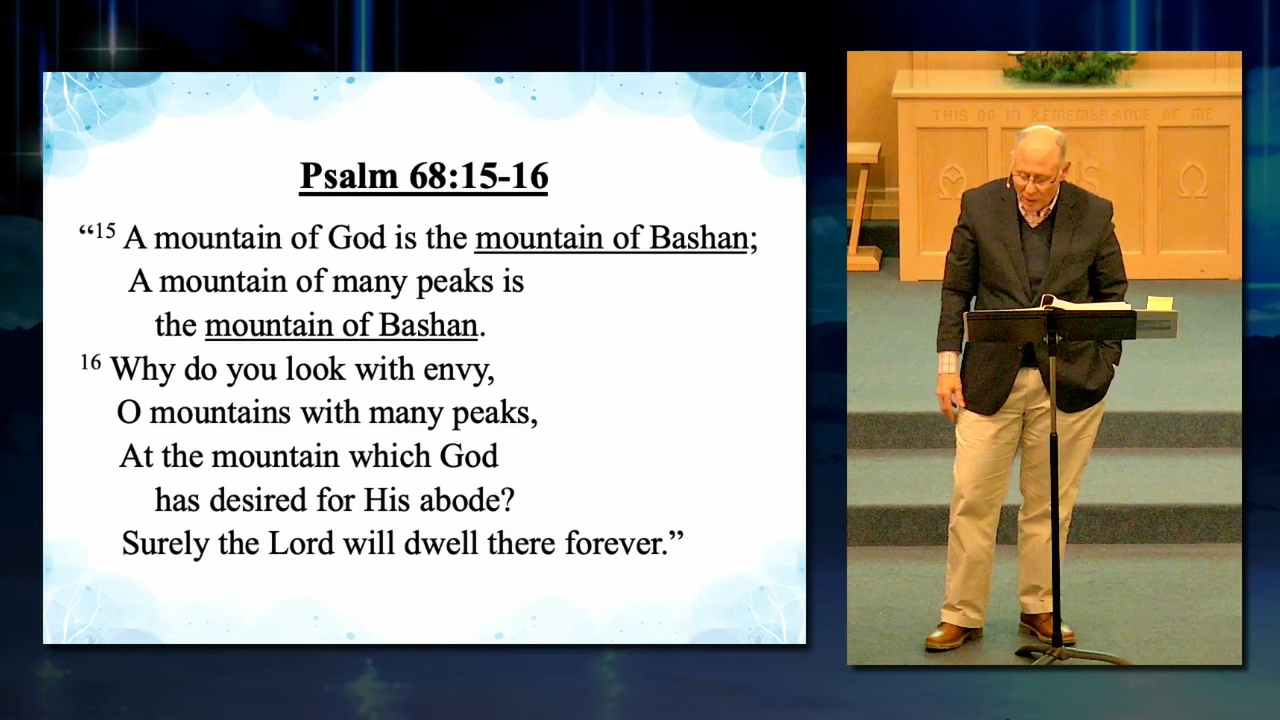 Psalm 68:15-16
“15 A mountain of God is the mountain of Bashan;
A mountain of many peaks is
the mountain of Bashan.
16 Why do you look with envy,
O mountains with many peaks,
At the mountain which God
has desired for His abode?
Surely the Lord will dwell there forever.”
THIS DO IN REMEMBRANCE OF ME